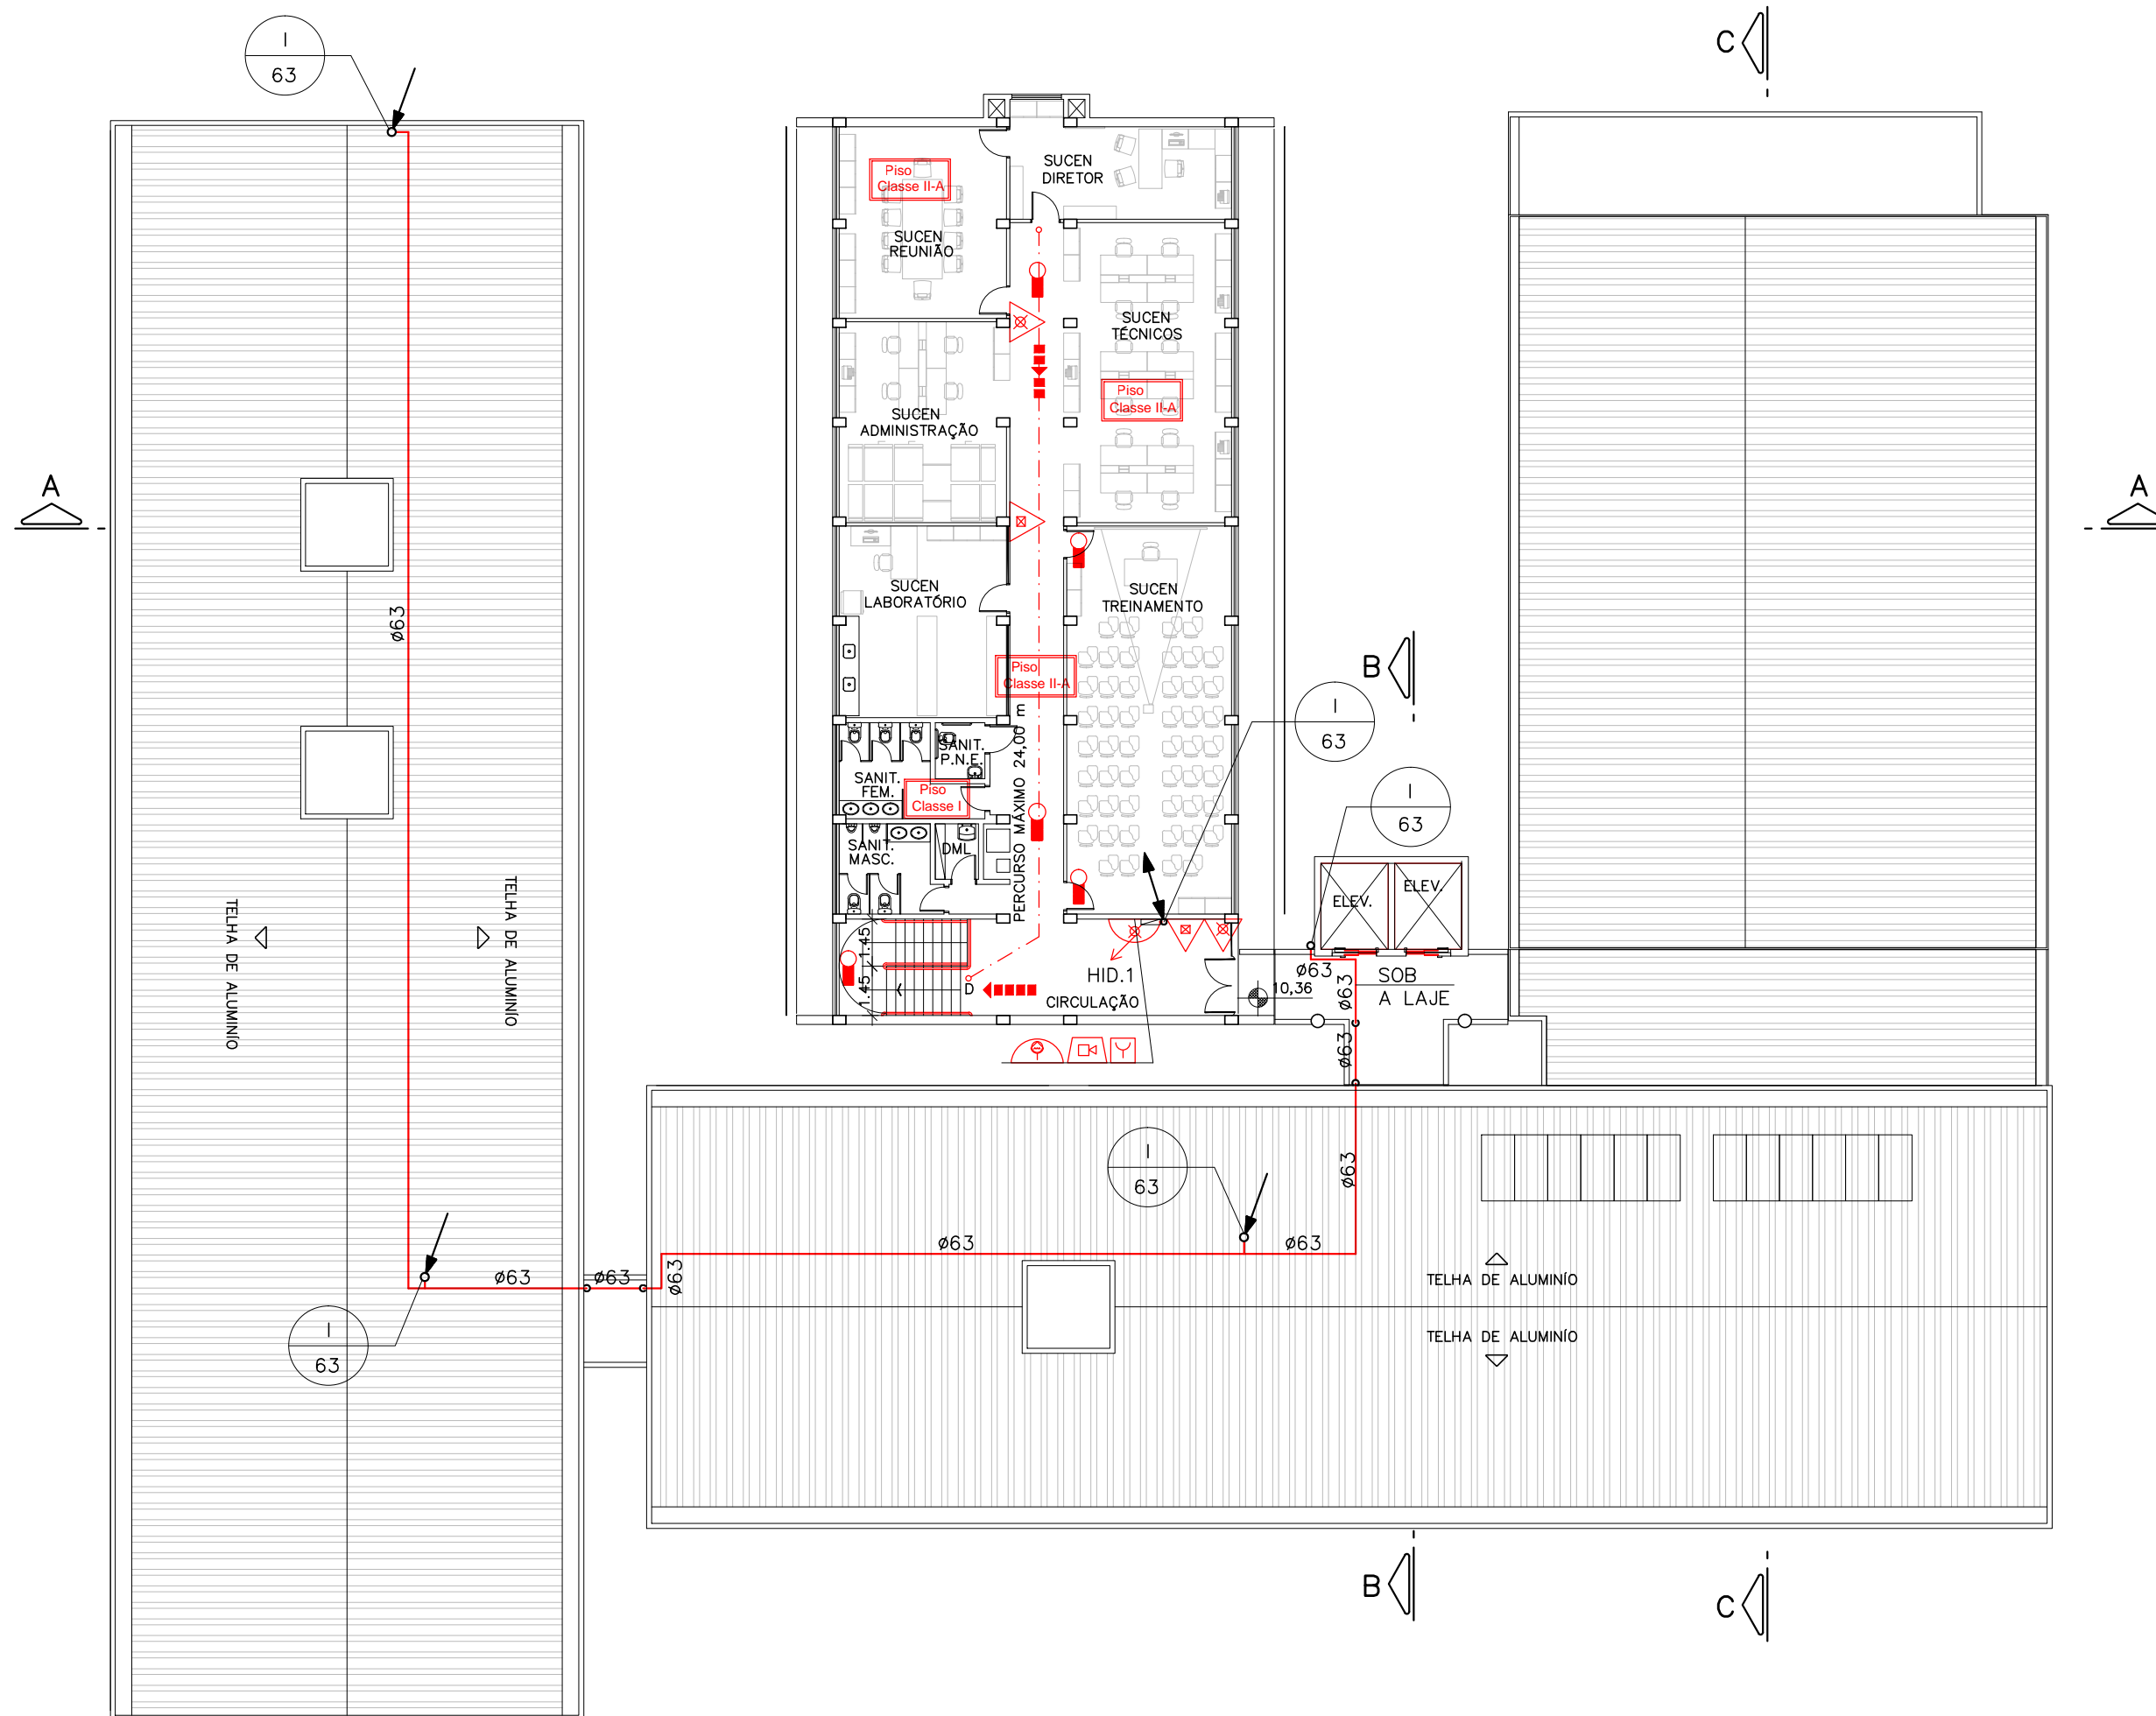 I
63
C
SUCEN
DIRETOR
Piso
Classe II-A
SUCEN
REUNIÃO
SUCEN
TÉCNICOS
Piso
Classe II-A
SUCEN
ADMINISTRAÇÃO
A
A
SUCEN
LABORATÓRIO
SUCEN
TREINAMENTO
ø63
Piso
Classe II-A
B
I
63
PERCURSO MÁXIMO 24,00 m
SANIT.
P.N.E.
SANIT.
FEM.
Piso
Classe I
I
63
SANIT.
MASC.
DML
ELEV.
ELEV.
TELHA DE ALUMINÍO
TELHA DE ALUMINÍO
1.45
1.45
D
HID.1
CIRCULAÇÃO
10,36
ø63
ø63
SOB
A LAJE
ø63
I
63
ø63
ø63
ø63
ø63
ø63
ø63
TELHA DE ALUMINÍO
TELHA DE ALUMINÍO
I
63
B
C